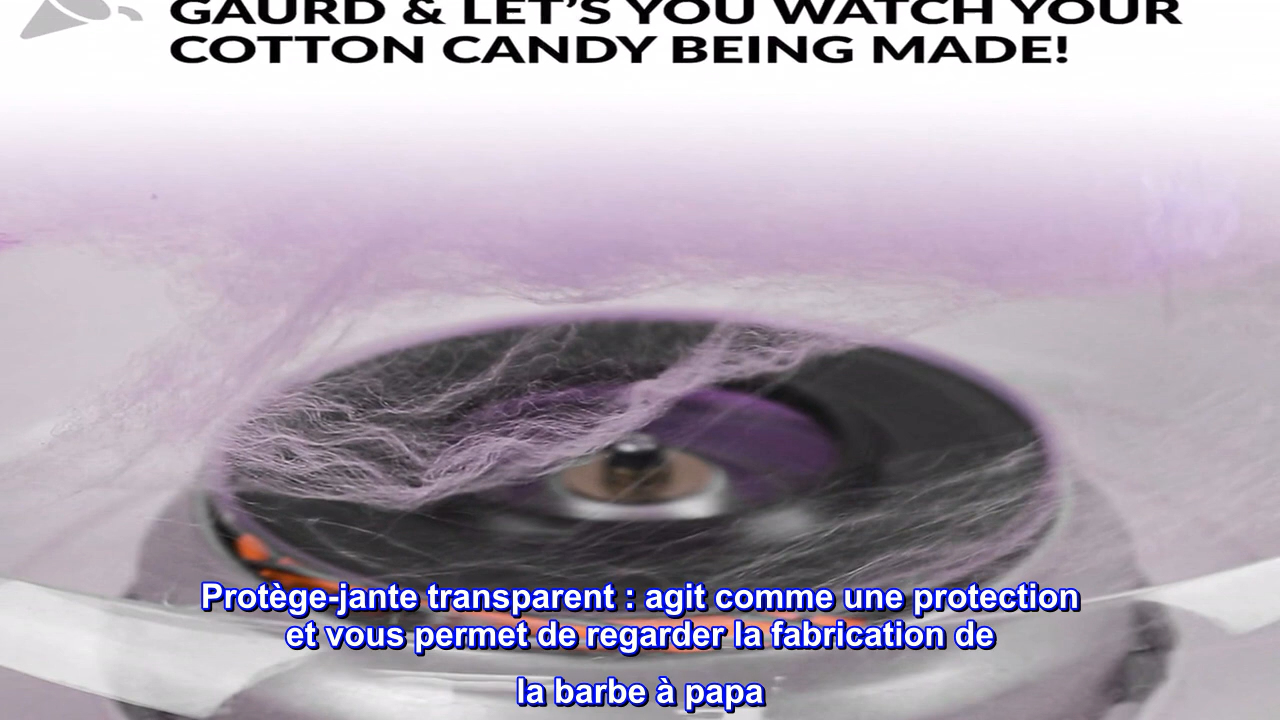 GAURD & LET'S YOU WATCH YOUR
COTTON CANDY BEING MADE!
Protège-jante transparent : agit comme une protection
et vous permet de regarder la fabrication de
la barbe à papa